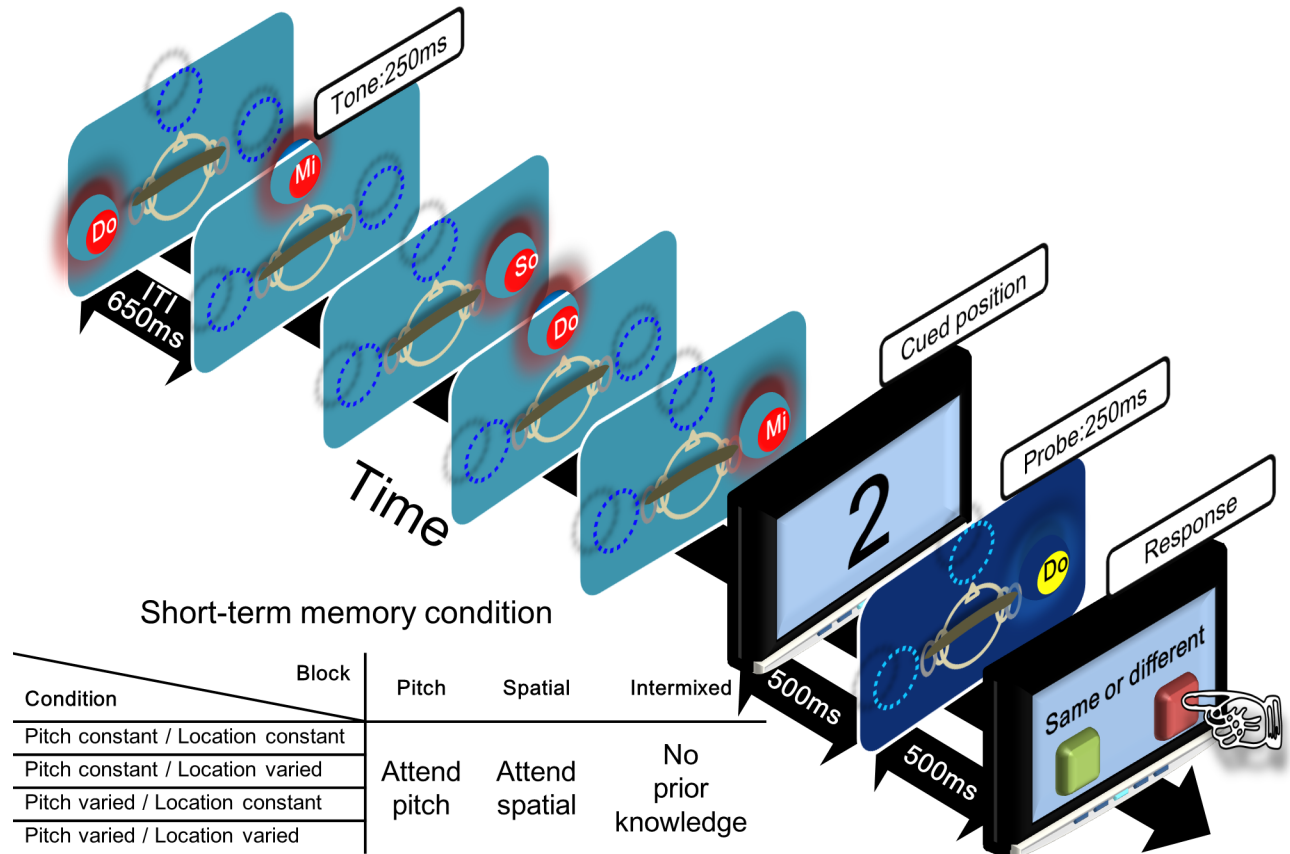 Tone:250ms
Do
Mi
So
Do
Mi
ITI
650ms
Time
Cued position
2
Probe:250ms
Do
Response
Same or different
500ms
500ms
Short-term memory condition
Block
Condition
Pitch
Spatial
Intermixed
Pitch constant / Location constant
Pitch constant / Location varied
Pitch varied / Location constant
Pitch varied / Location varied
Attend
pitch
Attend
spatial
No
prior
knowledge